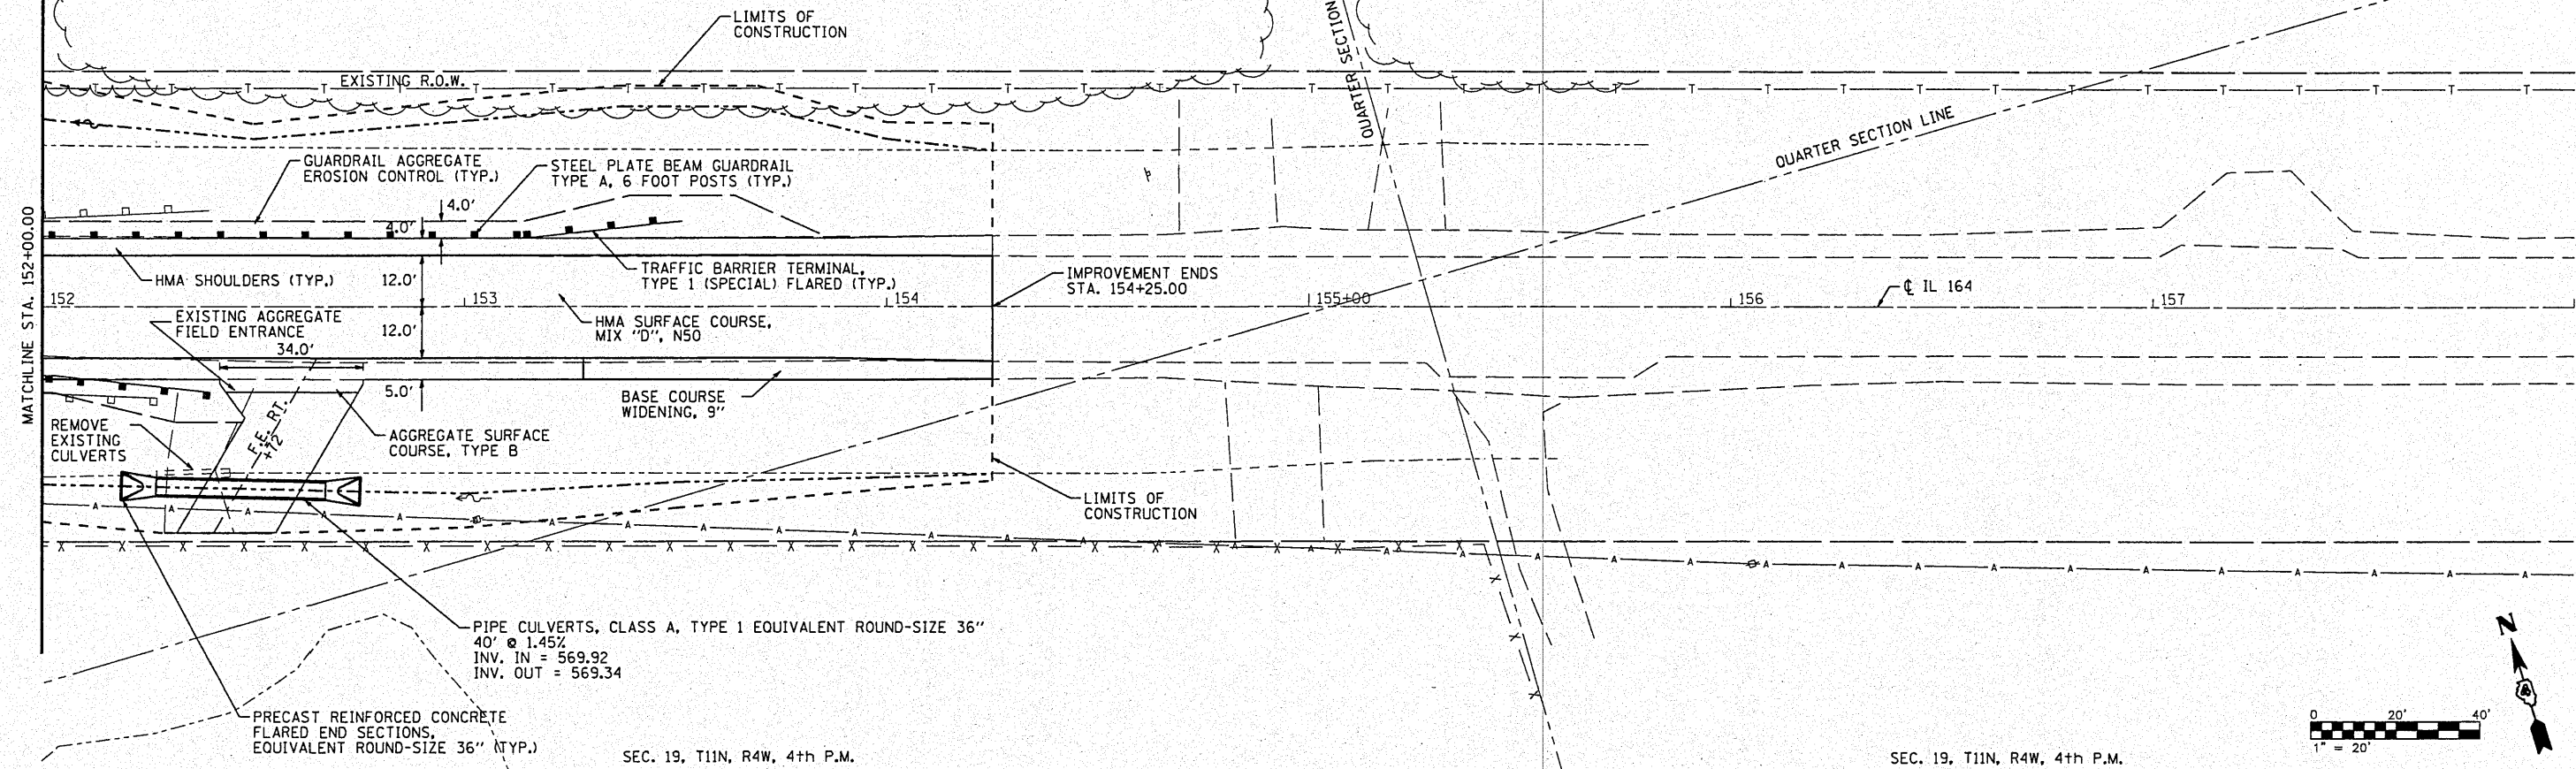 LIMITS OF
CONSTRUCTION
QUARTER SECTION
EXISTING R.O.W.
QUARTER SECTION LINE
GUARDRAIL AGGREGATE
EROSION CONTROL (TYP.)
STEEL PLATE BEAM GUARDRAIL
TYPE A, 6 FOOT POSTS (TYP.)
4.0'
4.0'
MATCHLINE STA. 152+00.00
HMA SHOULDERS (TYP.)
12.0'
TRAFFIC BARRIER TERMINAL,
TYPE 1 (SPECIAL) FLARED (TYP.)
IMPROVEMENT ENDS
STA. 154+25.00
152
153
154
155+00
156
157
℄ IL 164
EXISTING AGGREGATE
FIELD ENTRANCE
12.0'
HMA SURFACE COURSE,
MIX "D", N50
34.0'
5.0'
BASE COURSE
WIDENING, 9"
REMOVE
EXISTING
CULVERTS
F.E. RT.
+72
AGGREGATE SURFACE
COURSE, TYPE B
LIMITS OF
CONSTRUCTION
PIPE CULVERTS, CLASS A, TYPE 1 EQUIVALENT ROUND-SIZE 36"
40' @ 1.45%
INV. IN = 569.92
INV. OUT = 569.34
PRECAST REINFORCED CONCRETE
FLARED END SECTIONS,
EQUIVALENT ROUND-SIZE 36" (TYP.)
SEC. 19, T11N, R4W, 4th P.M.
SEC. 19, T11N, R4W, 4th P.M.
N
0 20' 40'
1" = 20'